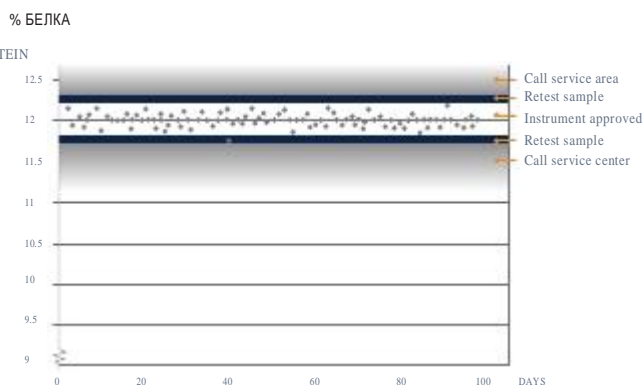 % БЕЛКА
TEIN
12.5
Call service area
Retest sample
12
Instrument approved
Retest sample
11.5
Call service center
11
10.5
10
9.5
9
0 20 40 60 80 100 DAYS